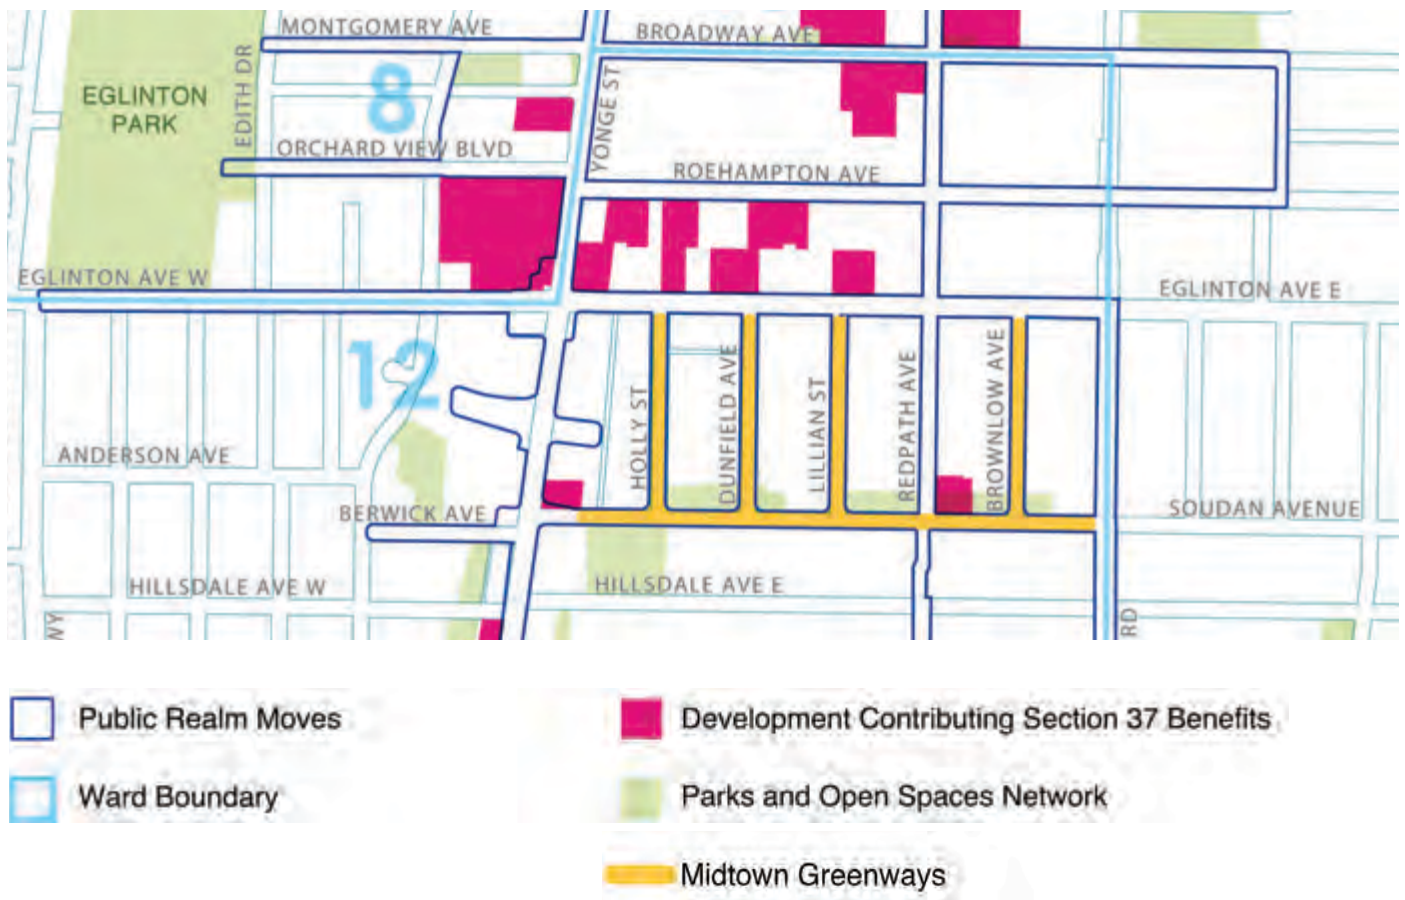 MONTGOMERY AVE
BROADWAY AVE
EGLINTON
PARK
EDITH DR
8
YONGE ST
ORCHARD VIEW BLVD
ROEHAMPTON AVE
EGLINTON AVE W
EGLINTON AVE E
12
HOLLY ST
DUNFIELD AVE
LILLIAN ST
REDPATH AVE
BROWNLOW AVE
ANDERSON AVE
BERWICK AVE
SOUDAN AVENUE
HILLSDALE AVE W
HILLSDALE AVE E
WY
RD
Public Realm Moves
Development Contributing Section 37 Benefits
Ward Boundary
Parks and Open Spaces Network
Midtown Greenways